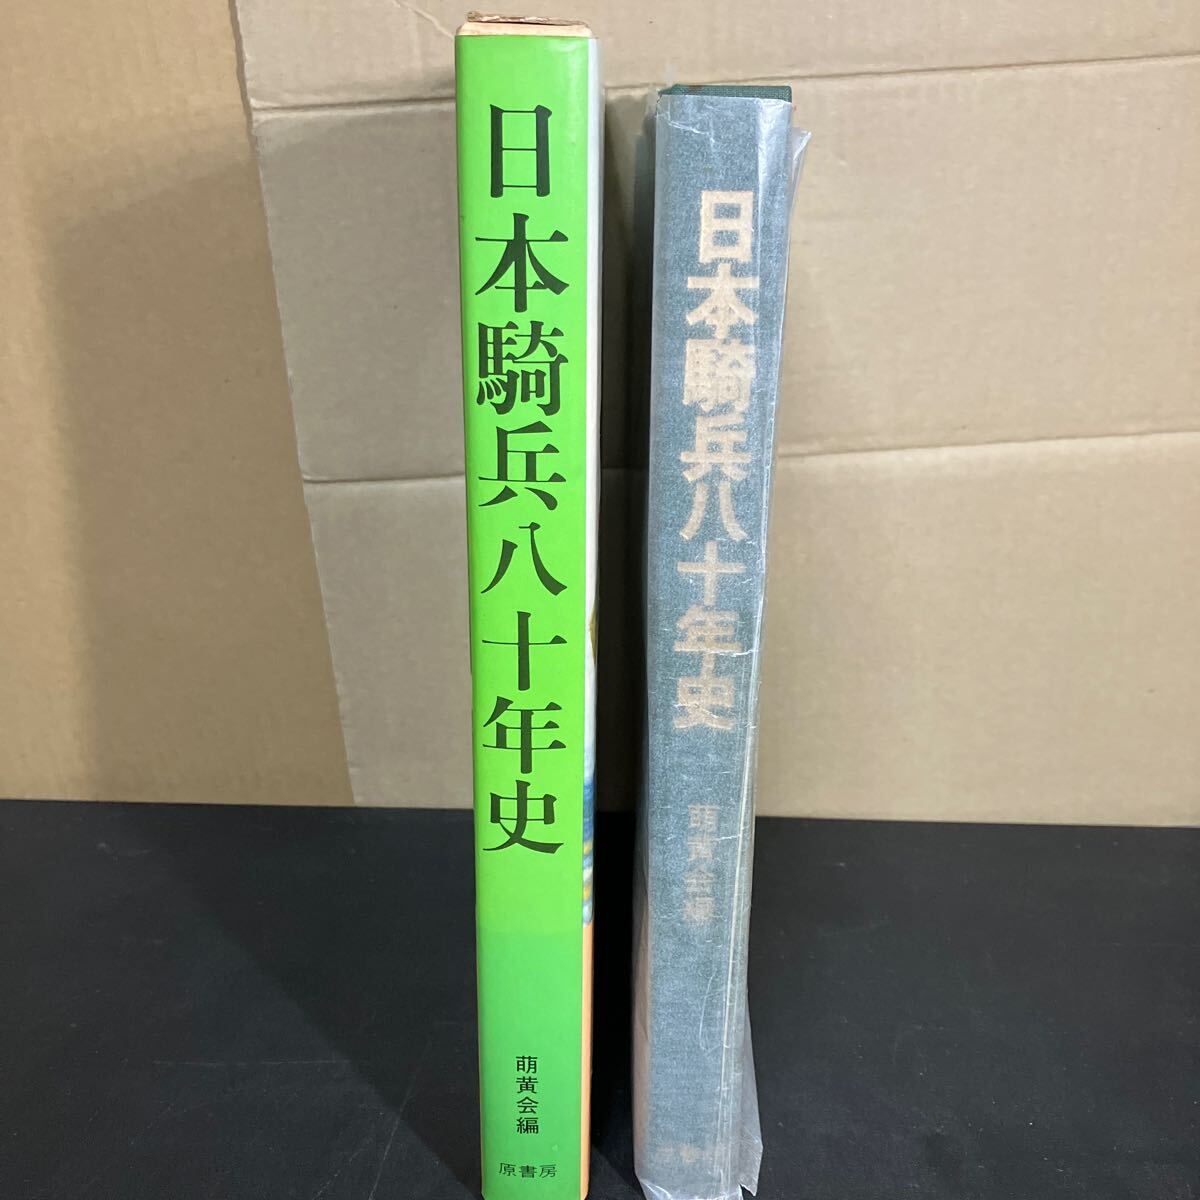 日本騎兵八十年史
萌黄会編
原書房
日本騎兵八十年史
萌黄会編